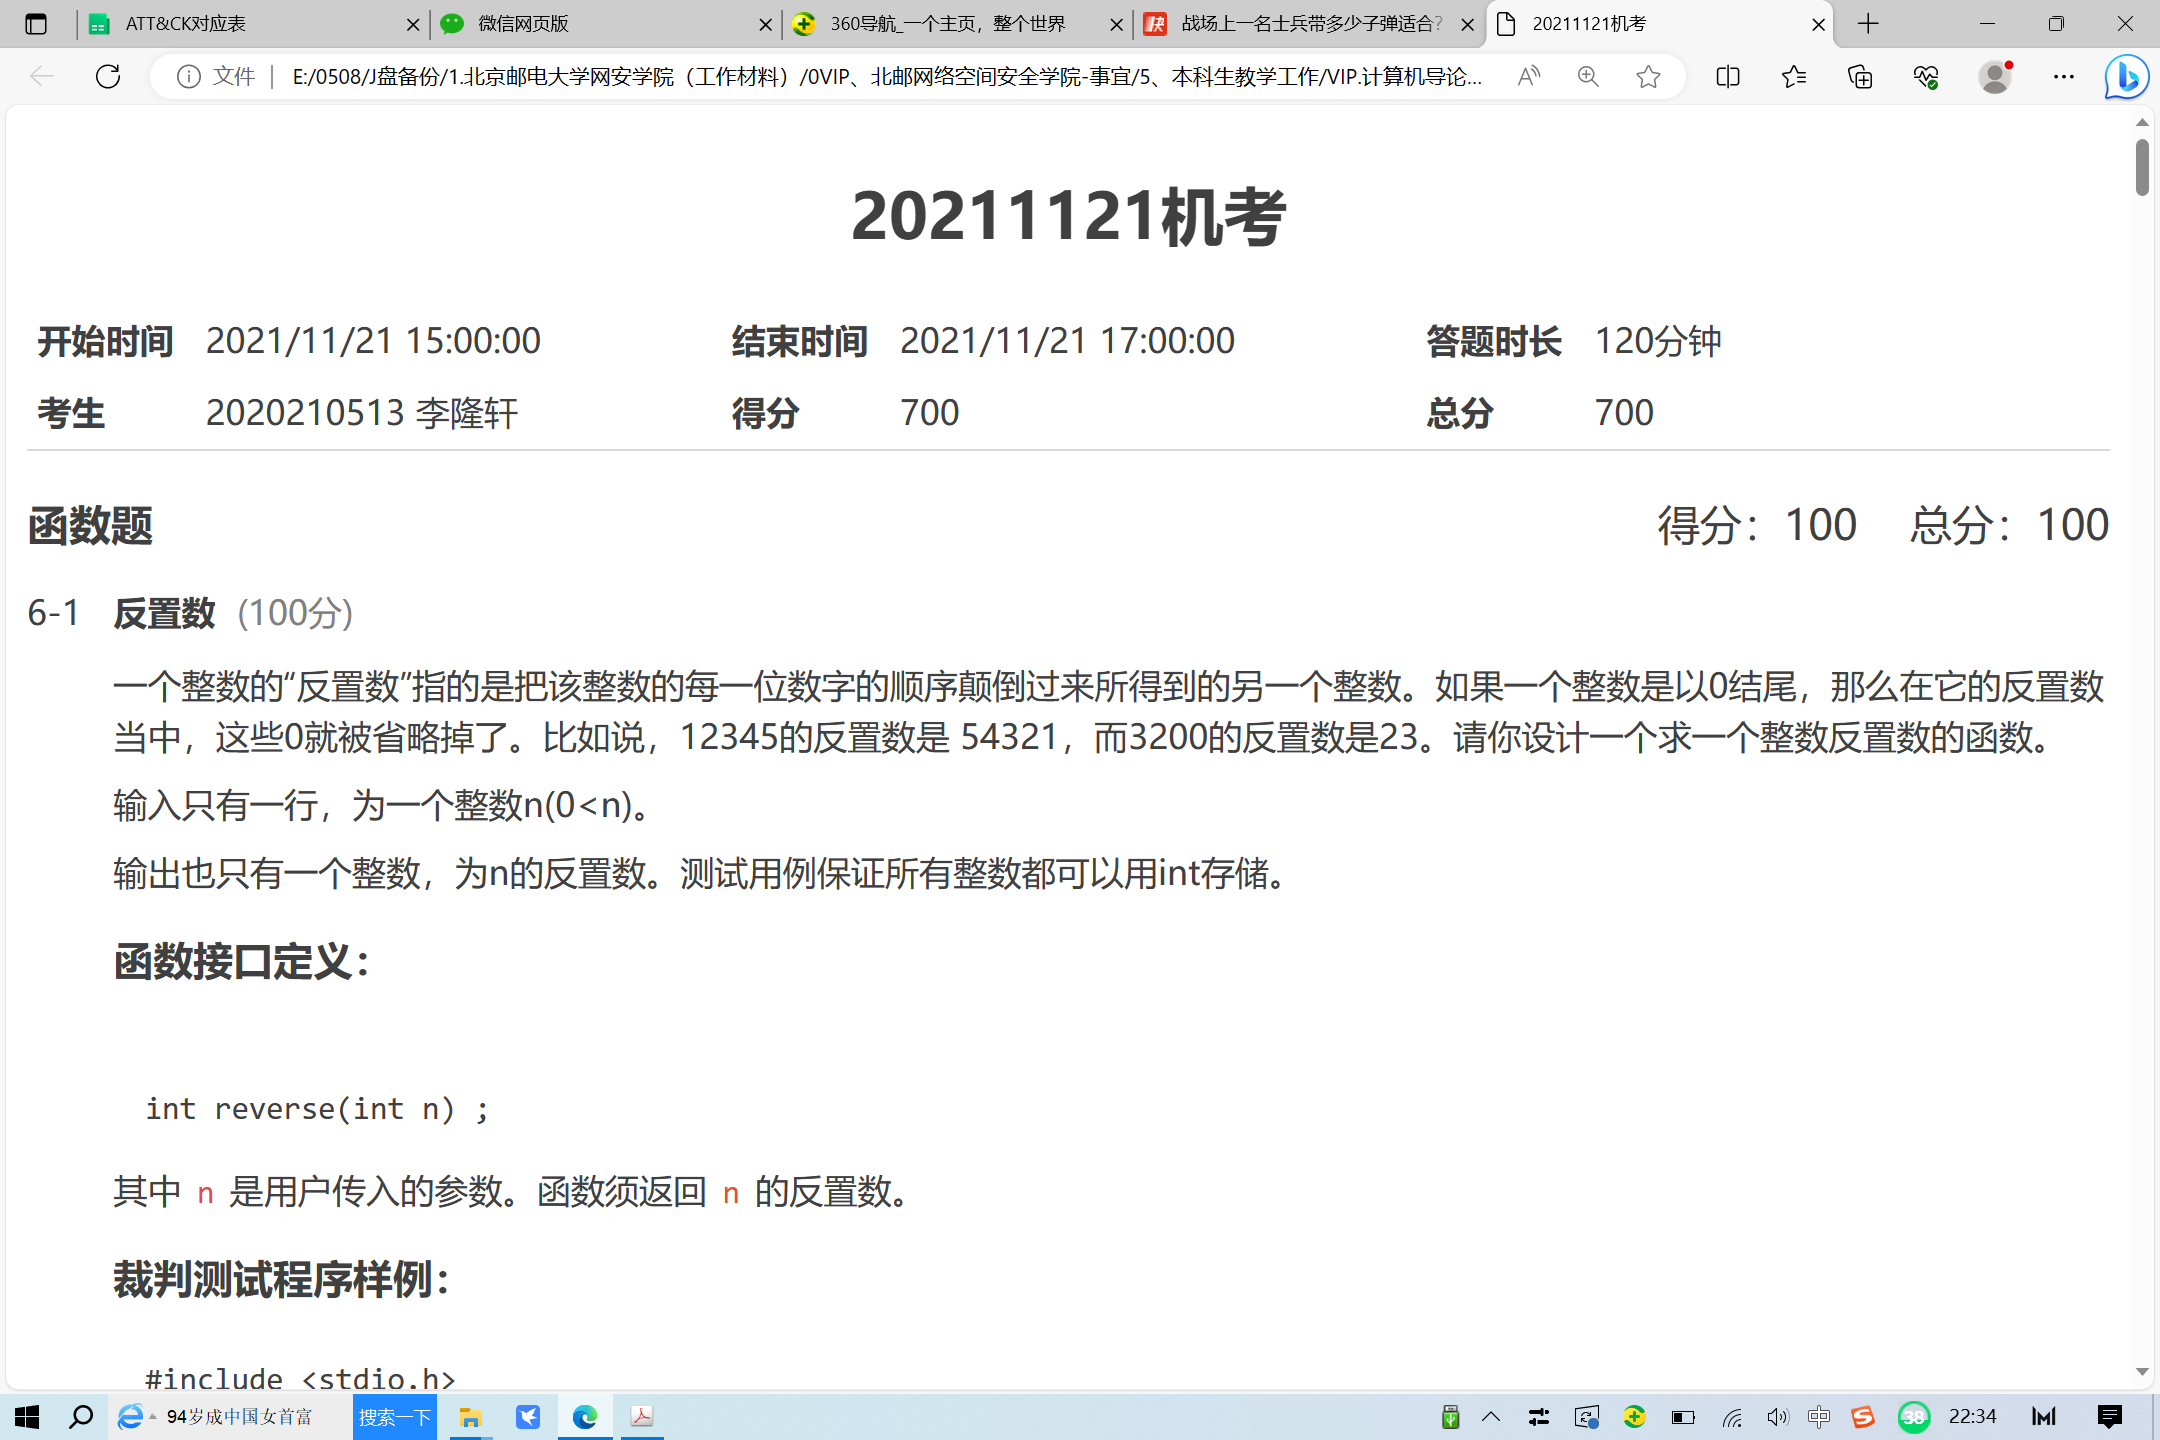 ATT&CK对应表
微信网页版
360导航_一个主页，整个世界
战场上一名士兵带多少子弹适合?
20211121机考
文件 E:/0508/J盘备份/1.北京邮电大学网安学院（工作材料）/0VIP、北邮网络空间安全学院-事宜/5、本科生教学工作/VIP.计算机导论...
20211121机考
开始时间 2021/11/21 15:00:00 结束时间 2021/11/21 17:00:00 答题时长 120分钟
考生 2020210513 李隆轩 得分 700 总分 700
函数题 得分：100 总分：100
6-1 反置数 (100分)
一个整数的“反置数”指的是把该整数的每一位数字的顺序颠倒过来所得到的另一个整数。如果一个整数是以0结尾，那么在它的反置数
当中，这些0就被省略掉了。比如说，12345的反置数是 54321，而3200的反置数是23。请你设计一个求一个整数反置数的函数。
输入只有一行，为一个整数n(0<n)。
输出也只有一个整数，为n的反置数。测试用例保证所有整数都可以用int存储。
函数接口定义：
int reverse(int n) ;
其中 n 是用户传入的参数。函数须返回 n 的反置数。
裁判测试程序样例：
#include <stdio.h>
94岁成中国女首富 搜索一下 中 38 22:34